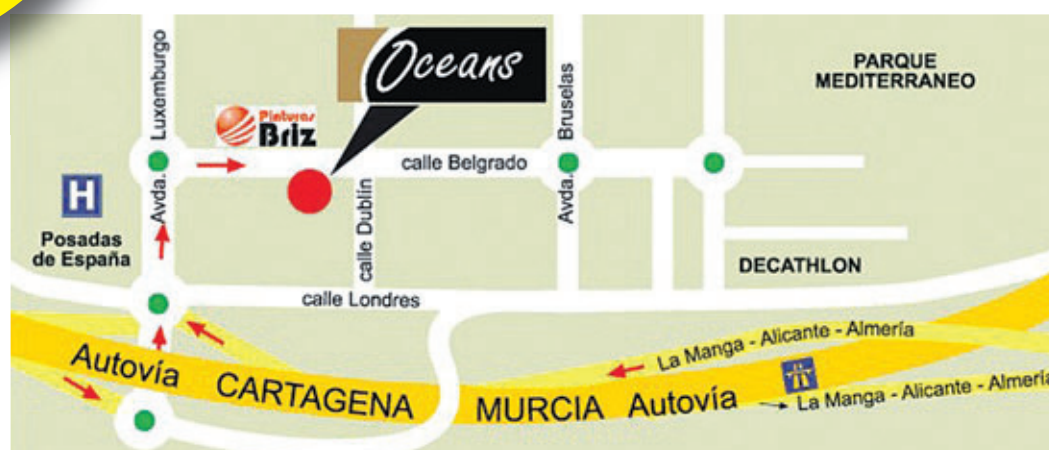 Oceans
PARQUE
MEDITERRANEO
Avda. Luxemburgo
Pinturas
Briz
calle Belgrado
Avda. Bruselas
H
Posadas
de España
calle Dublín
DECATHLON
calle Londres
La Manga - Alicante - Almería
Autovía CARTAGENA MURCIA Autovía
La Manga - Alicante - Almería